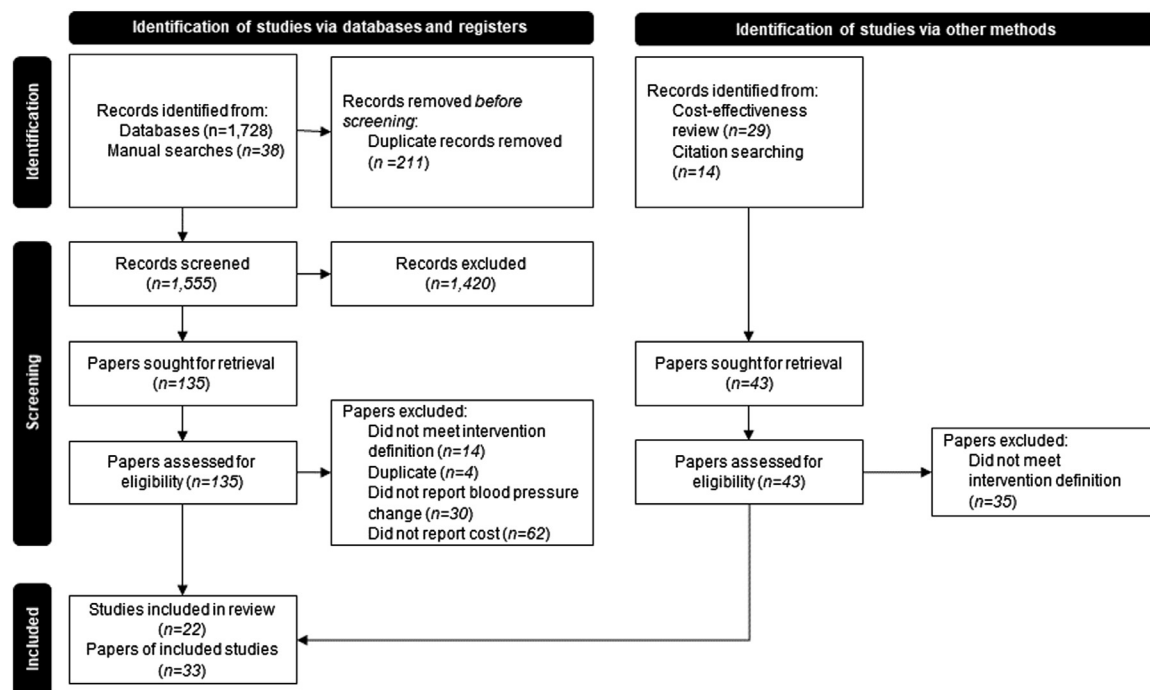 Identification of studies via databases and registers
Identification of studies via other methods
Identification
Records identified from:
Databases (n=1,728)
Manual searches (n=38)
Records removed before
screening:
Duplicate records removed
(n =211)
Records identified from:
Cost-effectiveness
review (n=29)
Citation searching
(n=14)
Screening
Records screened
(n=1,555)
Records excluded
(n=1,420)
Papers sought for retrieval
(n=135)
Papers sought for retrieval
(n=43)
Papers assessed for
eligibility (n=135)
Papers excluded:
Did not meet intervention
definition (n=14)
Duplicate (n=4)
Did not report blood pressure
change (n=30)
Did not report cost (n=62)
Papers assessed for
eligibility (n=43)
Papers excluded:
Did not meet
intervention definition
(n=35)
Included
Studies included in review
(n=22)
Papers of included studies
(n=33)